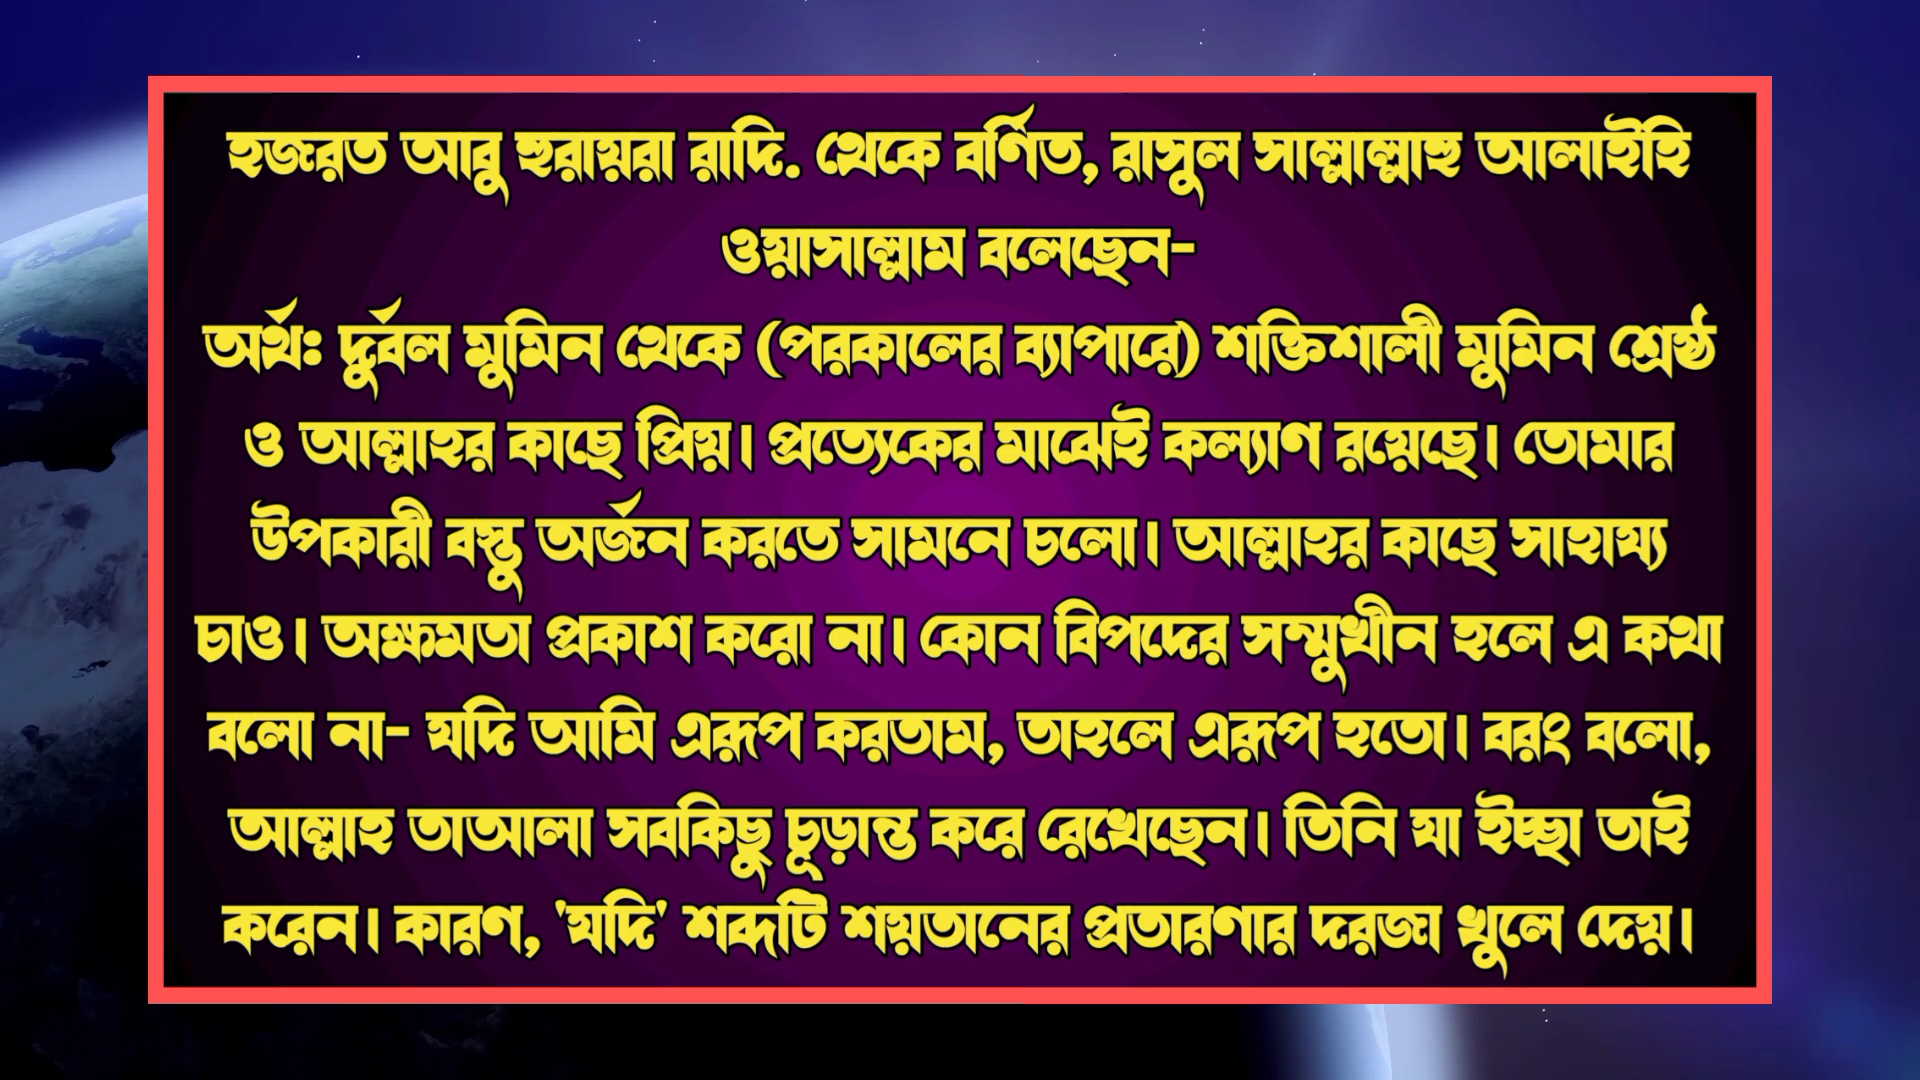 হজরত আবু হুরায়রা রাদি. থেকে বর্ণিত, রাসুল সাল্লাল্লাহু আলাইহি
ওয়াসাল্লাম বলেছেন-
অর্থঃ দুর্বল মুমিন থেকে (পরকালের ব্যাপারে) শক্তিশালী মুমিন শ্রেষ্ঠ
ও আল্লাহর কাছে প্রিয়। প্রত্যেকের মাঝেই কল্যাণ রয়েছে। তোমার
উপকারী বস্তু অর্জন করতে সামনে চলো। আল্লাহর কাছে সাহায্য
চাও। অক্ষমতা প্রকাশ করো না। কোন বিপদের সম্মুখীন হলে এ কথা
বলো না- যদি আমি এরূপ করতাম, তাহলে এরূপ হতো। বরং বলো,
আল্লাহ তাআলা সবকিছু চূড়ান্ত করে রেখেছেন। তিনি যা ইচ্ছা তাই
করেন। কারণ, 'যদি' শব্দটি শয়তানের প্রতারণার দরজা খুলে দেয়।